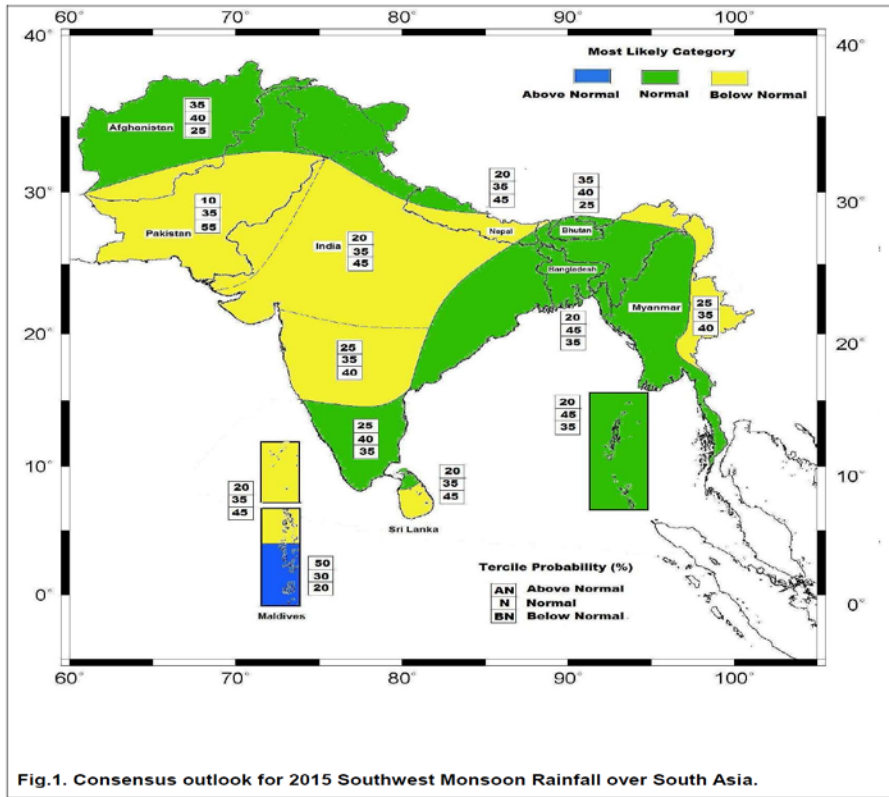 60° 70° 80° 90° 100°
40° 40°
Most Likely Category
Above Normal Normal Below Normal
35
40
25
Afghanistan
30° 30°
20
35
45
35
40
25
10
35
55
Pakistan
Nepal
Bhutan
India
20
35
45
Bangladesh
Myanmar
25
35
40
20° 20°
20
45
35
25
35
40
20
45
35
25
40
35
10° 10°
20
35
45
20
35
45
Sri Lanka
50
30
20
Tercile Probability (%)
AN Above Normal
N Normal
BN Below Normal
0° 0°
Maldives
60° 70° 80° 90° 100°
Fig.1. Consensus outlook for 2015 Southwest Monsoon Rainfall over South Asia.